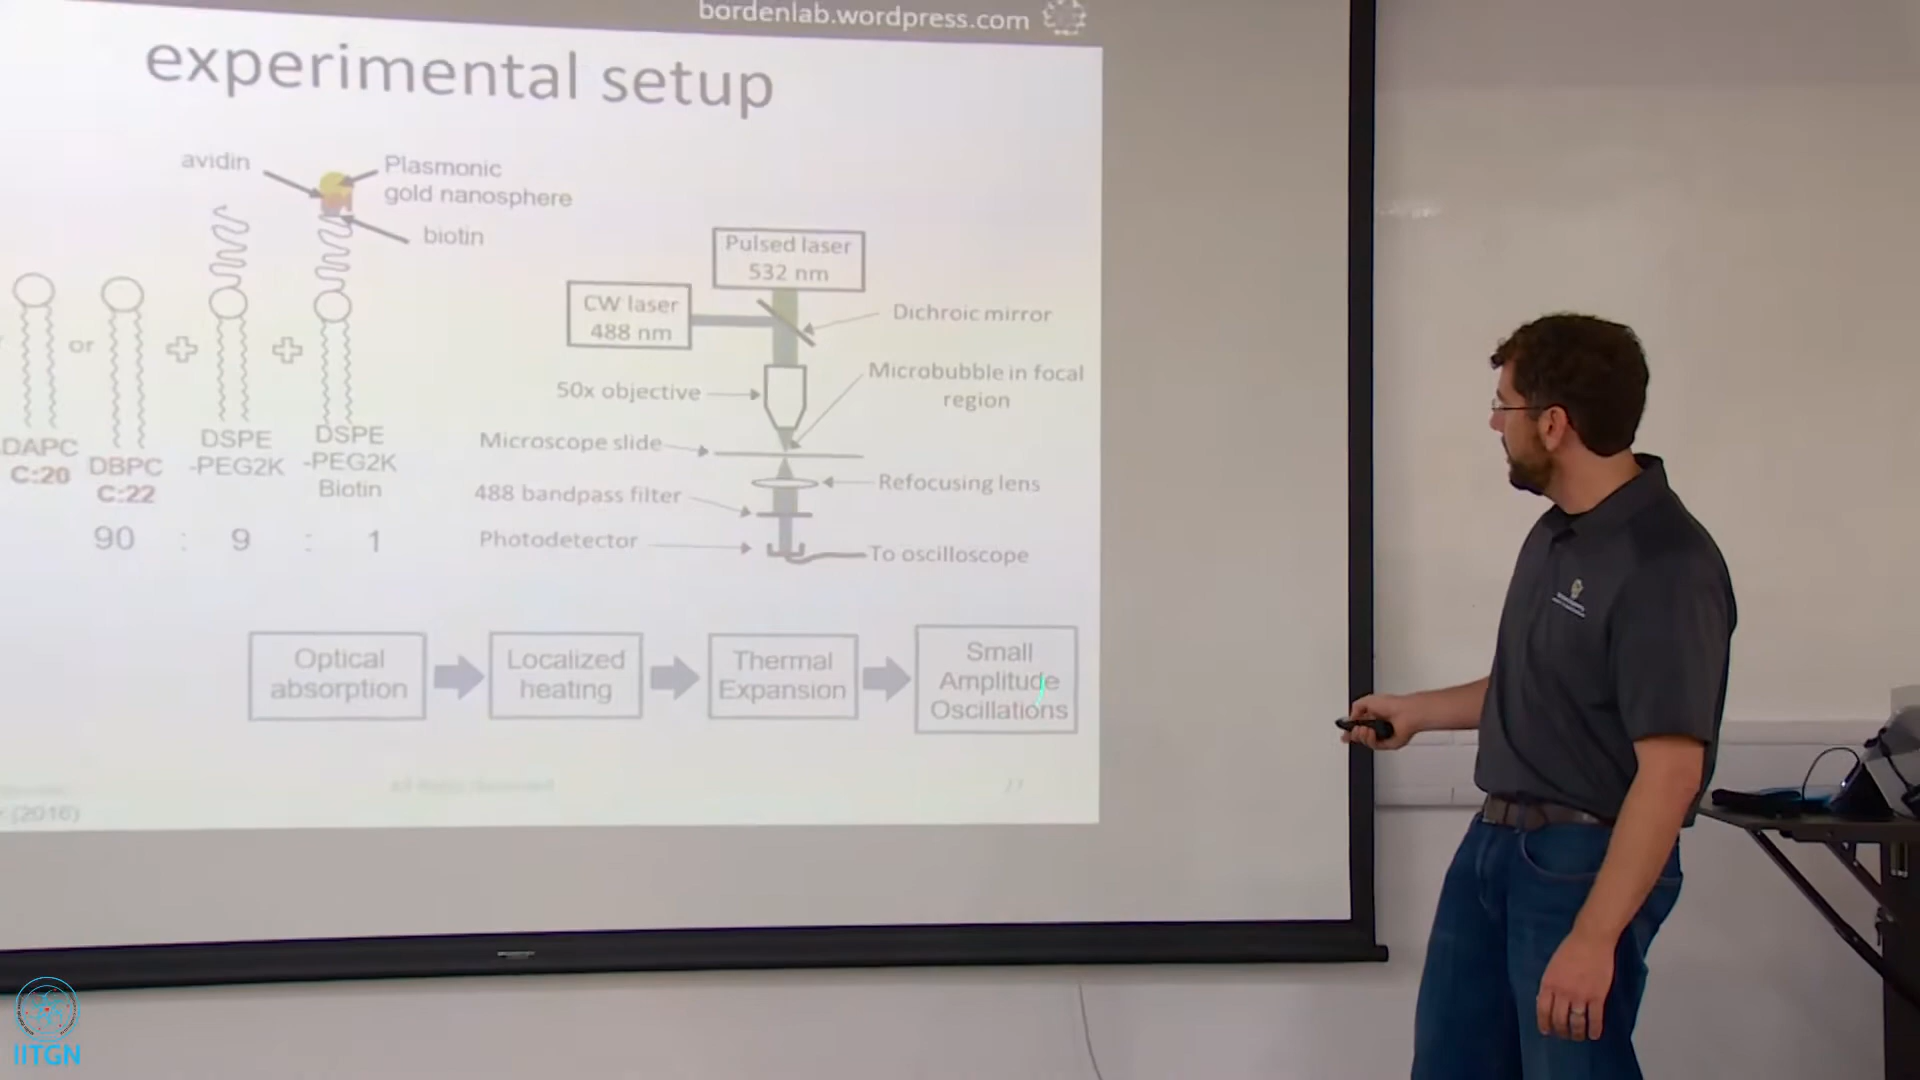 bordenlab.wordpress.com
experimental setup
avidin
Plasmonic
gold nanosphere
biotin
or
DAPC
C:20
DBPC
C:22
DSPE
-PEG2K
DSPE
-PEG2K
Biotin
90 : 9 : 1
Pulsed laser
532 nm
CW laser
488 nm
Dichroic mirror
Microbubble in focal
region
50x objective
Microscope slide
Refocusing lens
488 bandpass filter
Photodetector
To oscilloscope
Optical
absorption
Localized
heating
Thermal
Expansion
Small
Amplitude
Oscillations
27
(2016)
IITGN